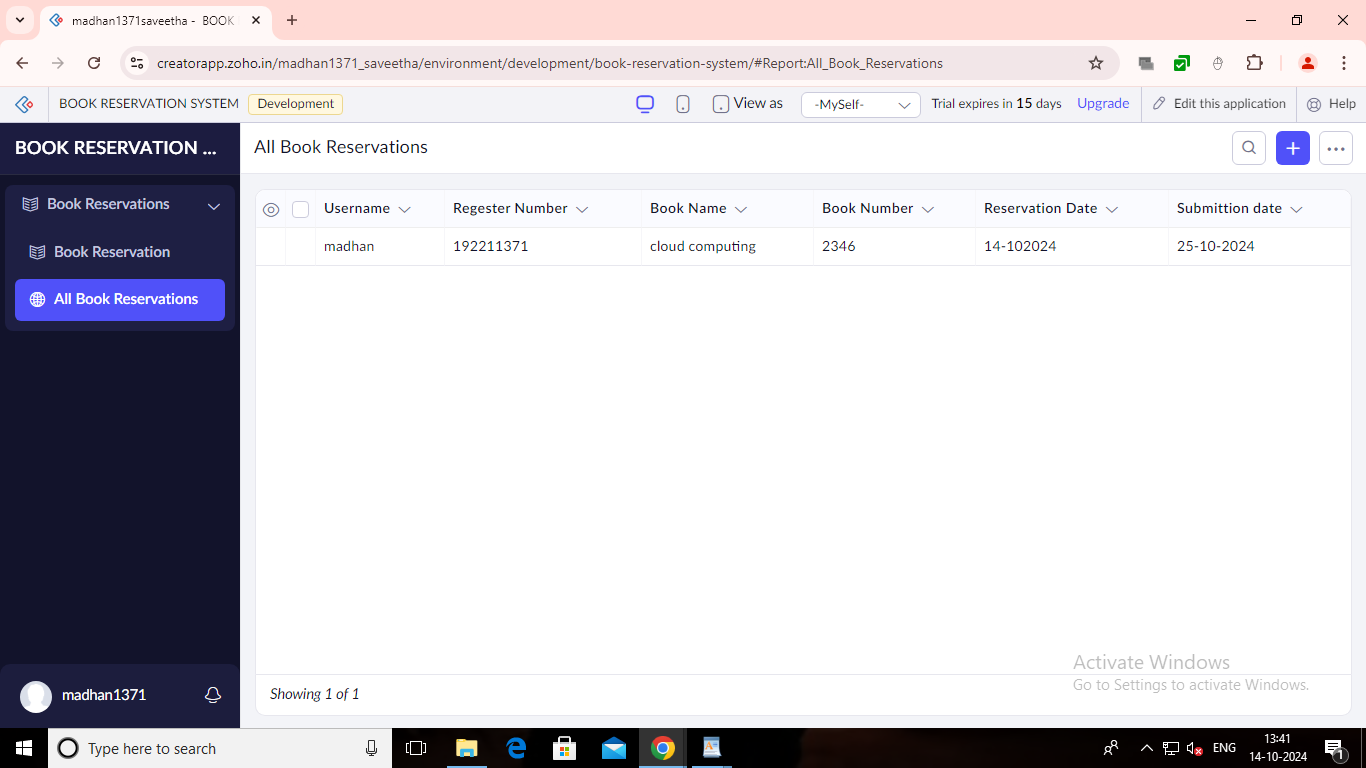 madhan1371saveetha - BOOK
creatorapp.zoho.in/madhan1371_saveetha/environment/development/book-reservation-system/#Report:All_Book_Reservations
BOOK RESERVATION SYSTEM Development View as -MySelf- Trial expires in 15 days Upgrade Edit this application Help
BOOK RESERVATION ... All Book Reservations
Book Reservations
Book Reservation
All Book Reservations
Username Regester Number Book Name Book Number Reservation Date Submittion date
madhan 192211371 cloud computing 2346 14-102024 25-10-2024
Activate Windows
Go to Settings to activate Windows.
Showing 1 of 1
madhan1371
Type here to search
ENG
13:41
14-10-2024
1